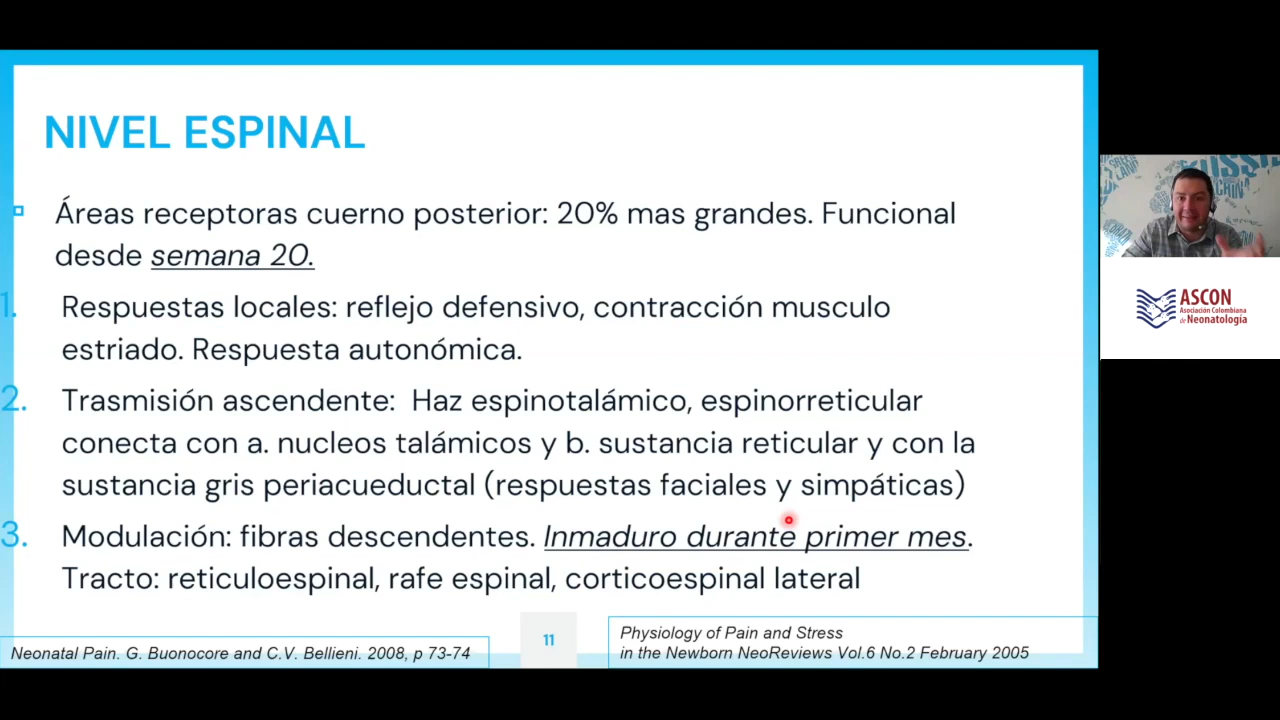 NIVEL ESPINAL
Áreas receptoras cuerno posterior: 20% mas grandes. Funcional
desde semana 20.
1. Respuestas locales: reflejo defensivo, contracción musculo
estriado. Respuesta autonómica.
2. Trasmisión ascendente: Haz espinotalámico, espinorreticular
conecta con a. nucleos talámicos y b. sustancia reticular y con la
sustancia gris periacueductal (respuestas faciales y simpáticas)
3. Modulación: fibras descendentes. Inmaduro durante primer mes.
Tracto: reticuloespinal, rafe espinal, corticoespinal lateral
Neonatal Pain. G. Buonocore and C.V. Bellieni. 2008, p 73-74
11
Physiology of Pain and Stress
in the Newborn NeoReviews Vol.6 No.2 February 2005
ASCON
Asociación Colombiana
de Neonatología